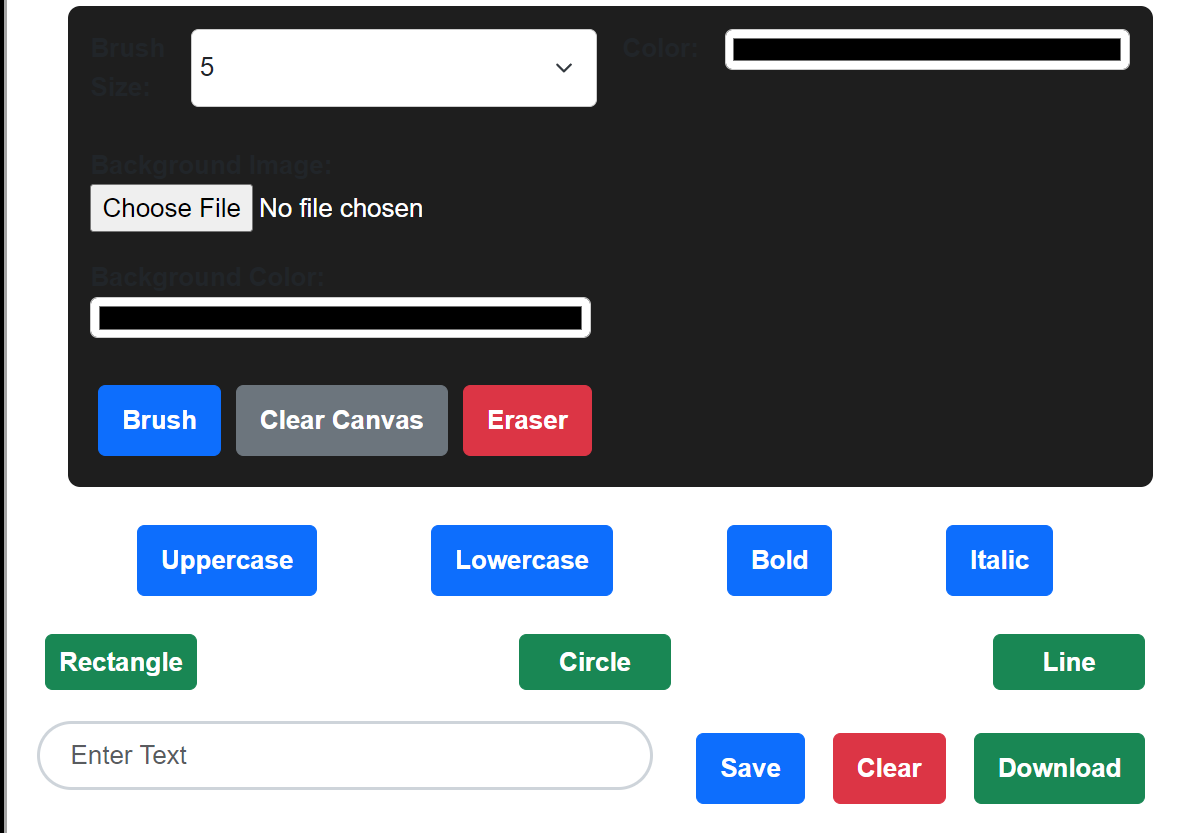 Brush Size:
5
Color:
Background Image:
Choose File No file chosen
Background Color:
Brush Clear Canvas Eraser
Uppercase Lowercase Bold Italic
Rectangle Circle Line
Enter Text Save Clear Download